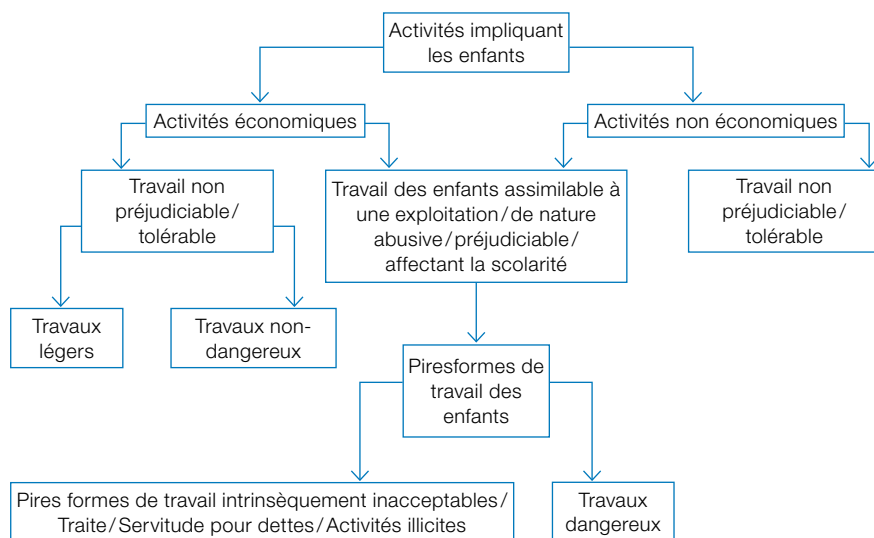 Activités impliquant
les enfants
Activités économiques
Activités non économiques
Travail non
préjudiciable/
tolérable
Travail des enfants assimilable à
une exploitation/de nature
abusive/préjudiciable/
affectant la scolarité
Travail non
préjudiciable/
tolérable
Travaux
légers
Travaux non-
dangereux
Piresformes de
travail des
enfants
Pires formes de travail intrinsèquement inacceptables/
Traite/Servitude pour dettes/Activités illicites
Travaux
dangereux